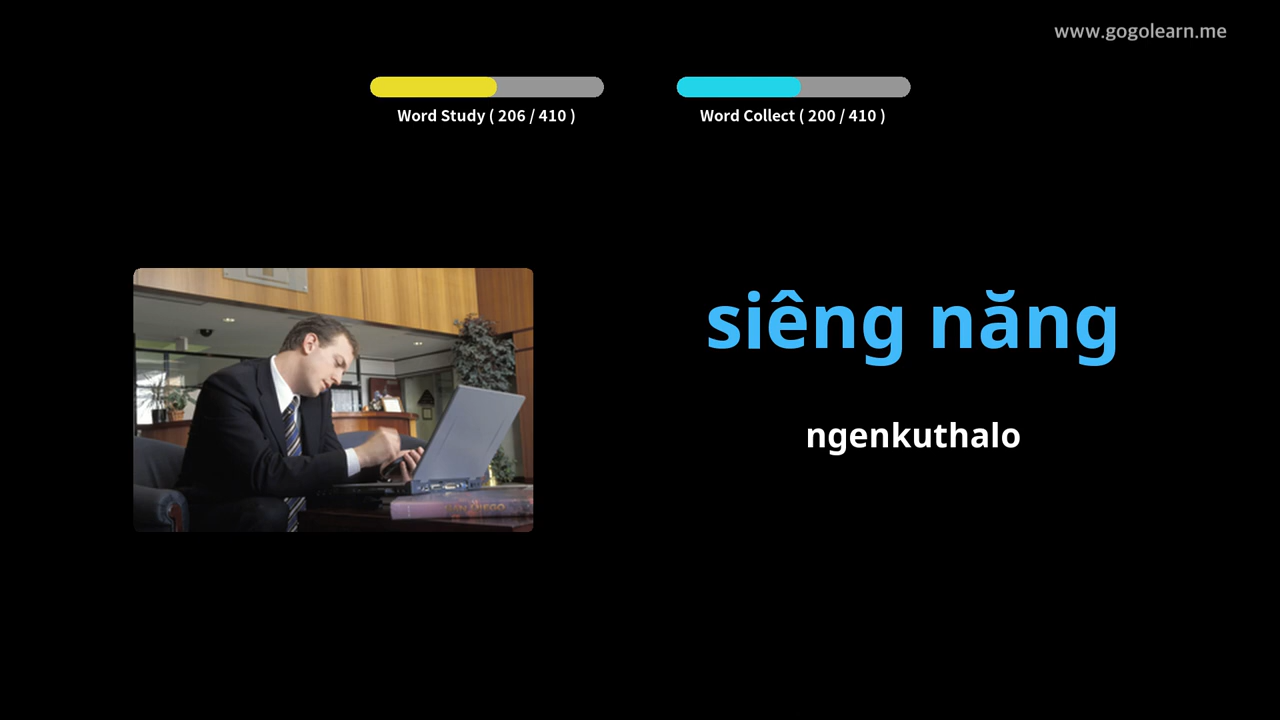 www.gogolearn.me
Word Study ( 206 / 410 )
Word Collect ( 200 / 410 )
siêng năng
ngenkuthalo